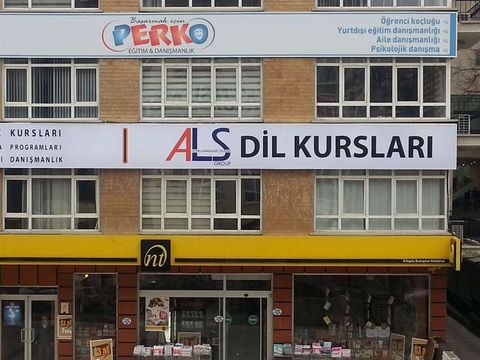 Başarmak için
PERKO
EĞİTİM & DANIŞMANLIK
Öğrenci koçluğu
Yurtdışı eğitim danışmanlığı
Aile danışmanlığı
Psikolojik danışma
KURSLARI
PROGRAMLARI
DANIŞMANLIK
ALS
GROUP
DİL KURSLARI
nt